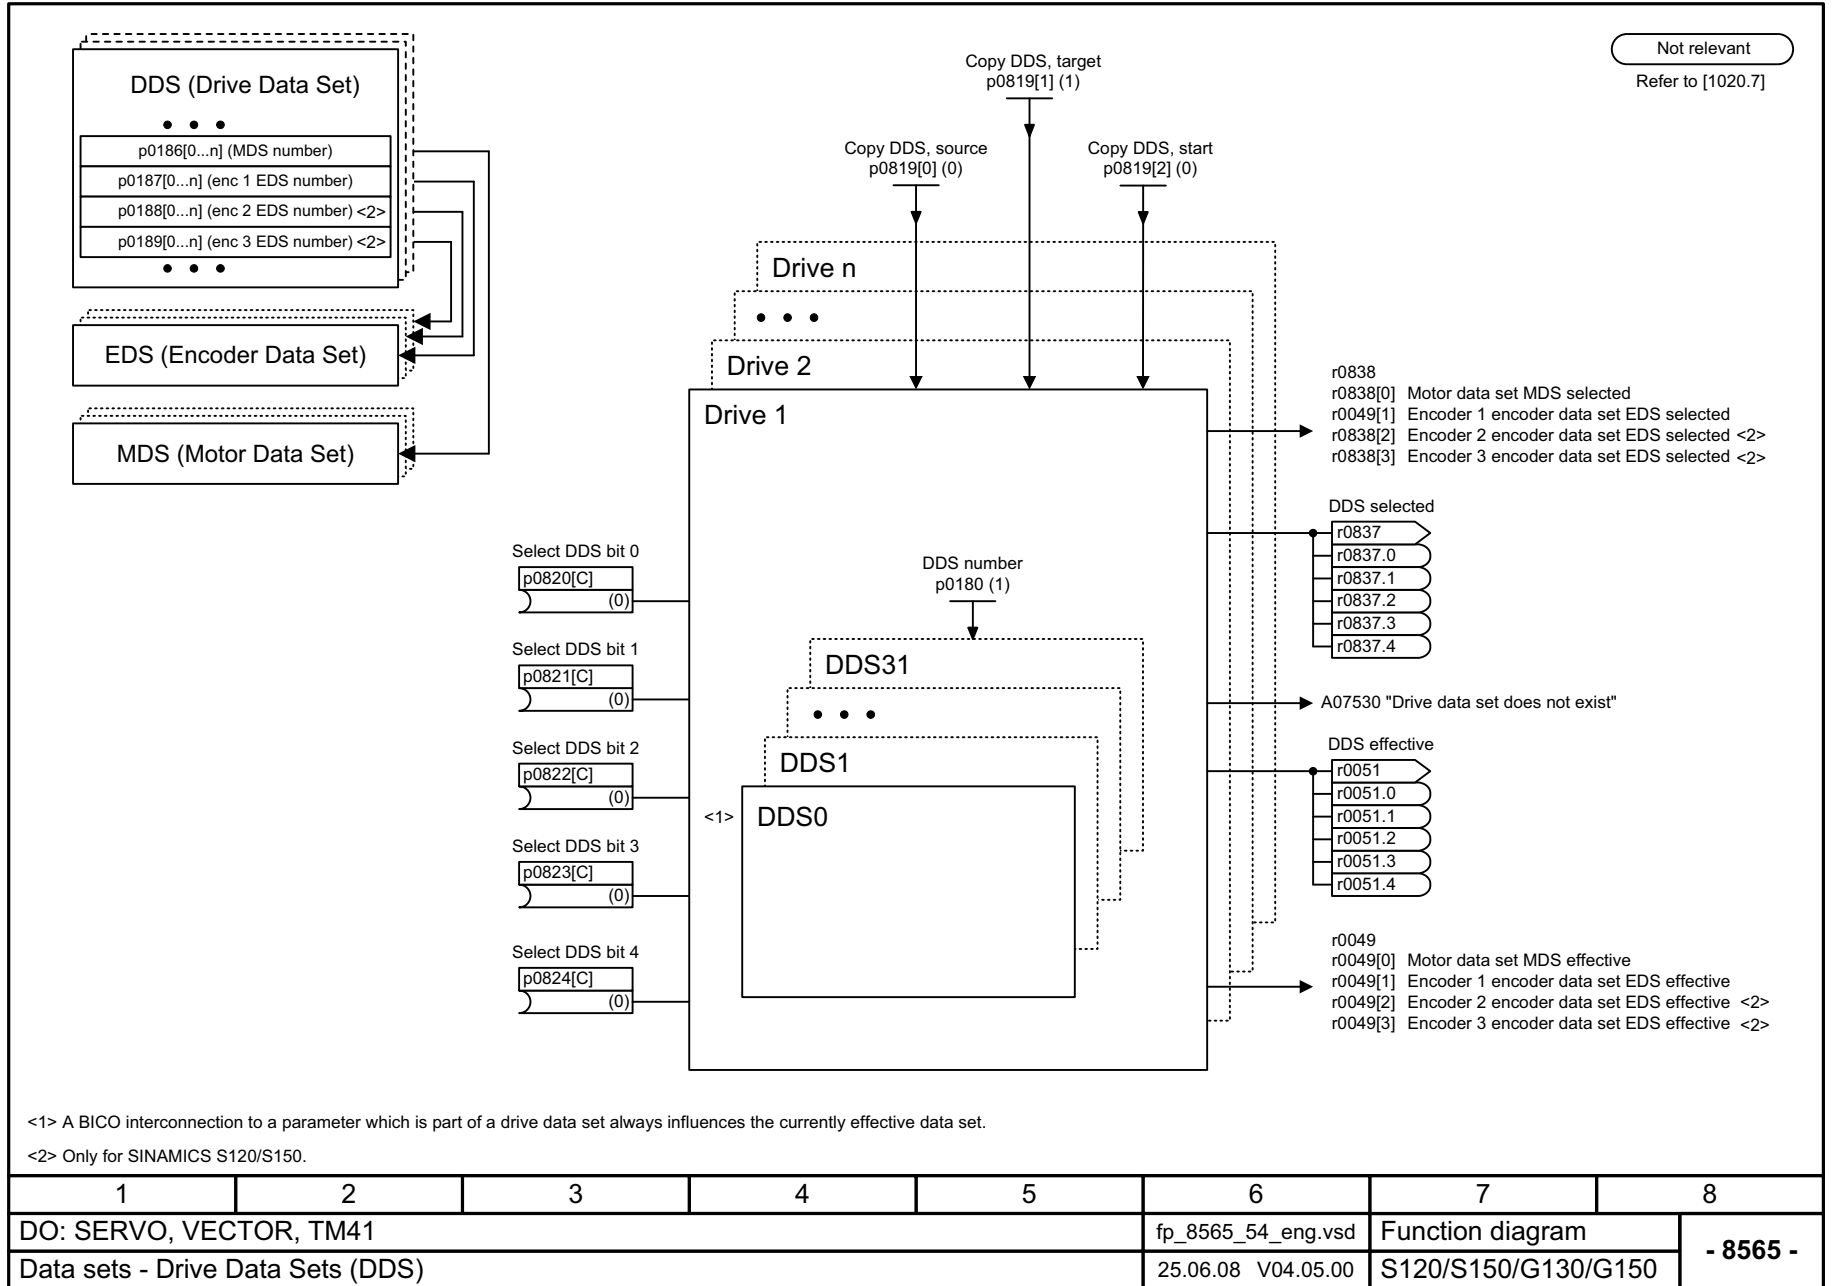 DDS (Drive Data Set)
p0186[0...n] (MDS number)
p0187[0...n] (enc 1 EDS number)
p0188[0...n] (enc 2 EDS number) <2>
p0189[0...n] (enc 3 EDS number) <2>
EDS (Encoder Data Set)
MDS (Motor Data Set)
Copy DDS, target
p0819[1] (1)
Copy DDS, source
p0819[0] (0)
Copy DDS, start
p0819[2] (0)
Not relevant
Refer to [1020.7]
Drive n
Drive 2
Drive 1
Select DDS bit 0
p0820[C]
(0)
Select DDS bit 1
p0821[C]
(0)
Select DDS bit 2
p0822[C]
(0)
Select DDS bit 3
p0823[C]
(0)
Select DDS bit 4
p0824[C]
(0)
DDS number
p0180 (1)
DDS31
DDS1
<1>
DDS0
r0838
r0838[0] Motor data set MDS selected
r0049[1] Encoder 1 encoder data set EDS selected
r0838[2] Encoder 2 encoder data set EDS selected <2>
r0838[3] Encoder 3 encoder data set EDS selected <2>
DDS selected
r0837
r0837.0
r0837.1
r0837.2
r0837.3
r0837.4
A07530 "Drive data set does not exist"
DDS effective
r0051
r0051.0
r0051.1
r0051.2
r0051.3
r0051.4
r0049
r0049[0] Motor data set MDS effective
r0049[1] Encoder 1 encoder data set EDS effective
r0049[2] Encoder 2 encoder data set EDS effective <2>
r0049[3] Encoder 3 encoder data set EDS effective <2>
<1> A BICO interconnection to a parameter which is part of a drive data set always influences the currently effective data set.
<2> Only for SINAMICS S120/S150.
1 2 3 4 5 6 7 8
DO: SERVO, VECTOR, TM41
fp_8565_54_eng.vsd
Function diagram
- 8565 -
Data sets - Drive Data Sets (DDS)
25.06.08 V04.05.00
S120/S150/G130/G150